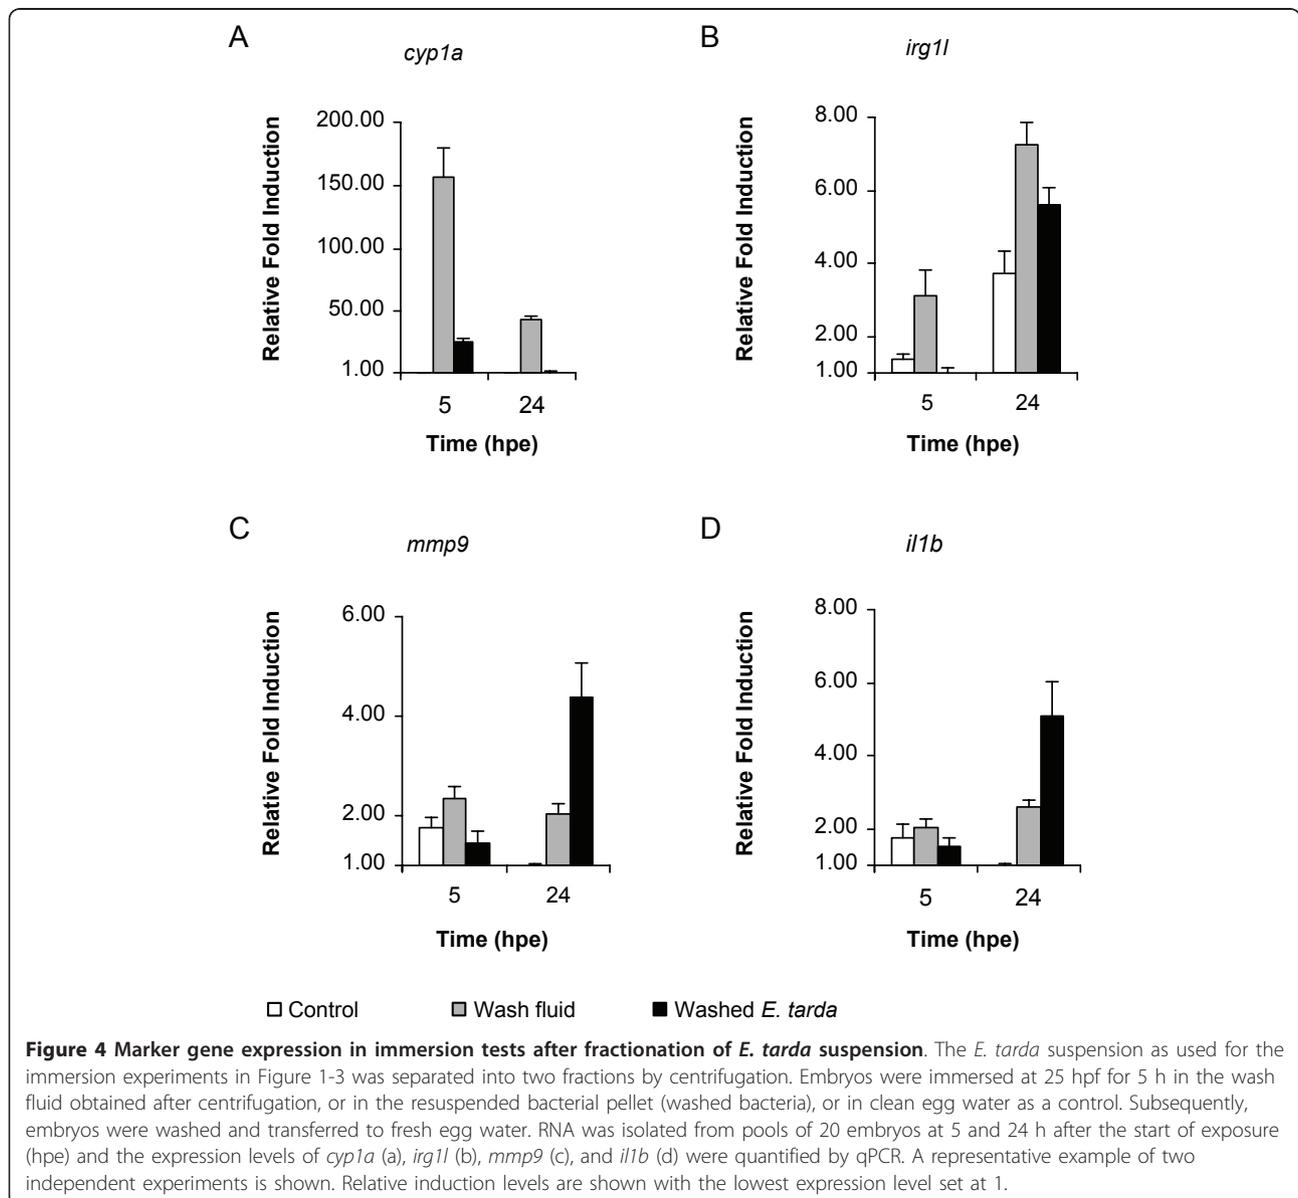 A
cyp1a
200.00
150.00
100.00
50.00
1.00
Relative Fold Induction
5 24
Time (hpe)
B
irg1l
8.00
6.00
4.00
2.00
1.00
Relative Fold Induction
5 24
Time (hpe)
C
mmp9
6.00
4.00
2.00
1.00
Relative Fold Induction
5 24
Time (hpe)
D
il1b
8.00
6.00
4.00
2.00
1.00
Relative Fold Induction
5 24
Time (hpe)
Control Wash fluid Washed E. tarda
Figure 4 Marker gene expression in immersion tests after fractionation of E. tarda suspension. The E. tarda suspension as used for the
immersion experiments in Figure 1-3 was separated into two fractions by centrifugation. Embryos were immersed at 25 hpf for 5 h in the wash
fluid obtained after centrifugation, or in the resuspended bacterial pellet (washed bacteria), or in clean egg water as a control. Subsequently,
embryos were washed and transferred to fresh egg water. RNA was isolated from pools of 20 embryos at 5 and 24 h after the start of exposure
(hpe) and the expression levels of cyp1a (a), irg1l (b), mmp9 (c), and il1b (d) were quantified by qPCR. A representative example of two
independent experiments is shown. Relative induction levels are shown with the lowest expression level set at 1.